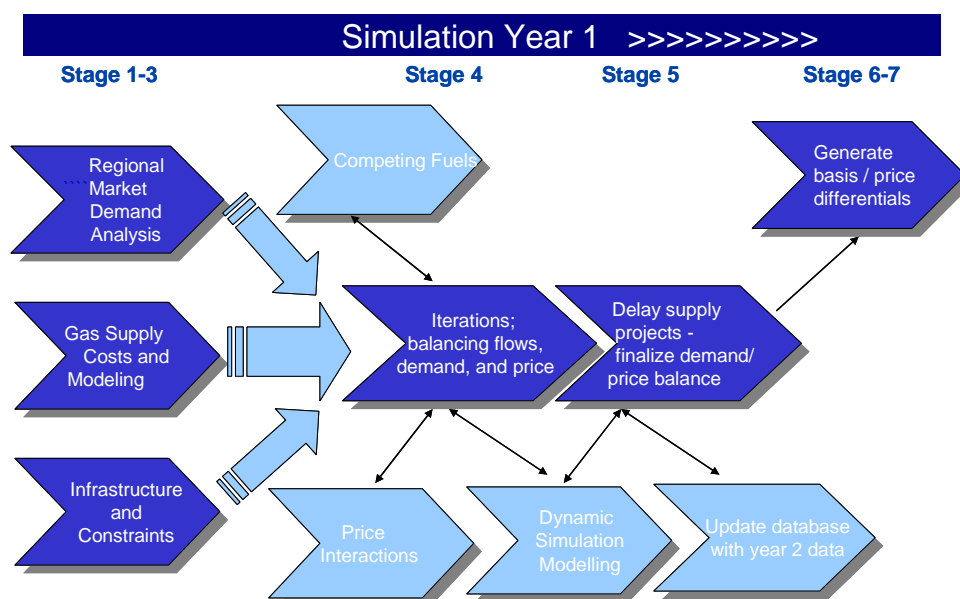 Simulation Year 1 >>>>>>>>>>
Stage 1-3
Stage 4
Stage 5
Stage 6-7
Regional
Market
Demand
Analysis
Competing Fuels
Generate
basis / price
differentials
Gas Supply
Costs and
Modeling
Iterations;
balancing flows,
demand, and price
Delay supply
projects -
finalize demand/
price balance
Infrastructure
and
Constraints
Price
Interactions
Dynamic
Simulation
Modelling
Update database
with year 2 data